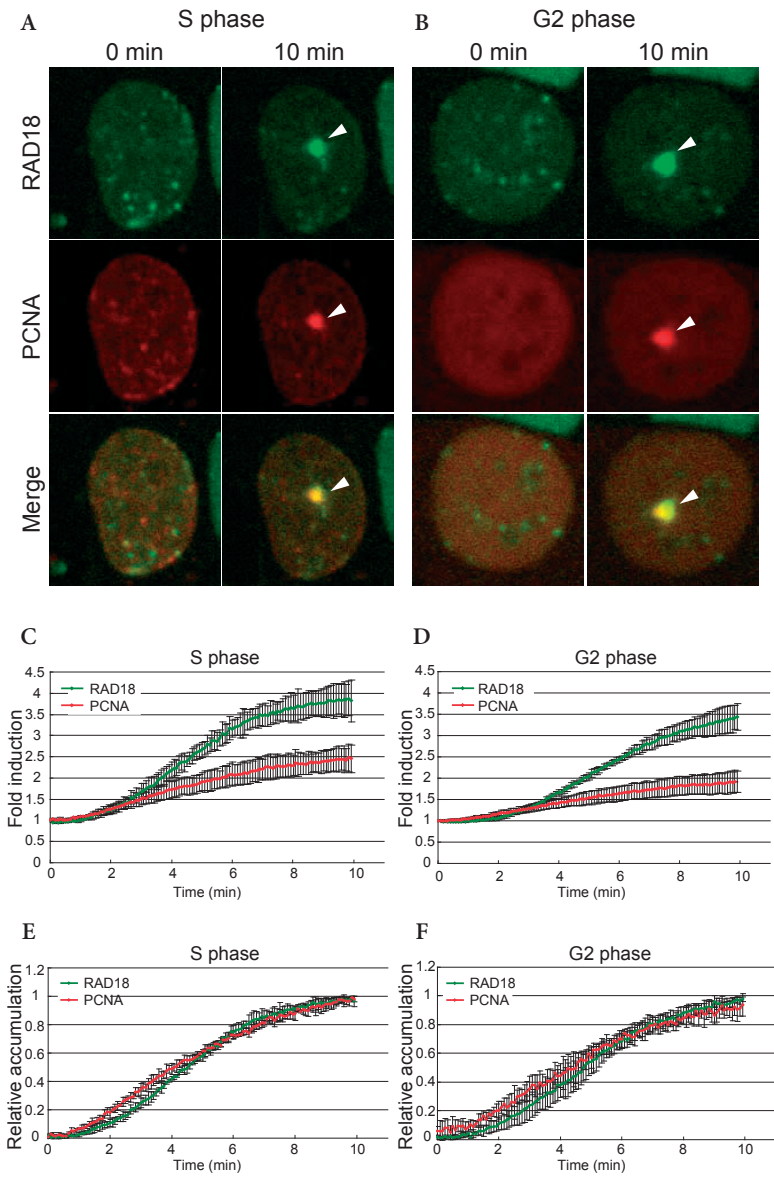 A
S phase
0 min
10 min
B
G2 phase
0 min
10 min
RAD18
PCNA
Merge
C
S phase
Fold induction
4.5
4
3.5
3
2.5
2
1.5
1
0.5
0
RAD18
PCNA
0 2 4 6 8 10
Time (min)
D
G2 phase
Fold induction
4.5
4
3.5
3
2.5
2
1.5
1
0.5
0
RAD18
PCNA
0 2 4 6 8 10
Time (min)
E
S phase
Relative accumulation
1.2
1
0.8
0.6
0.4
0.2
0
RAD18
PCNA
0 2 4 6 8 10
Time (min)
F
G2 phase
Relative accumulation
1.2
1
0.8
0.6
0.4
0.2
0
RAD18
PCNA
0 2 4 6 8 10
Time (min)